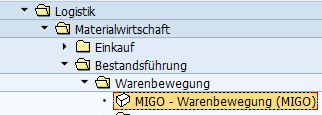 Logistik
Materialwirtschaft
Einkauf
Bestandsführung
Warenbewegung
MIGO - Warenbewegung (MIGO)